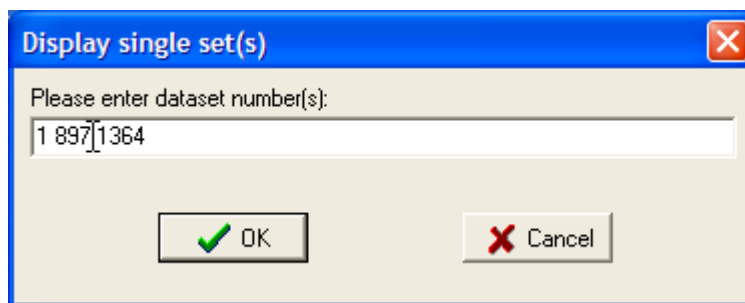 Display single set(s)
Please enter dataset number(s):
1 897 1364
OK
Cancel